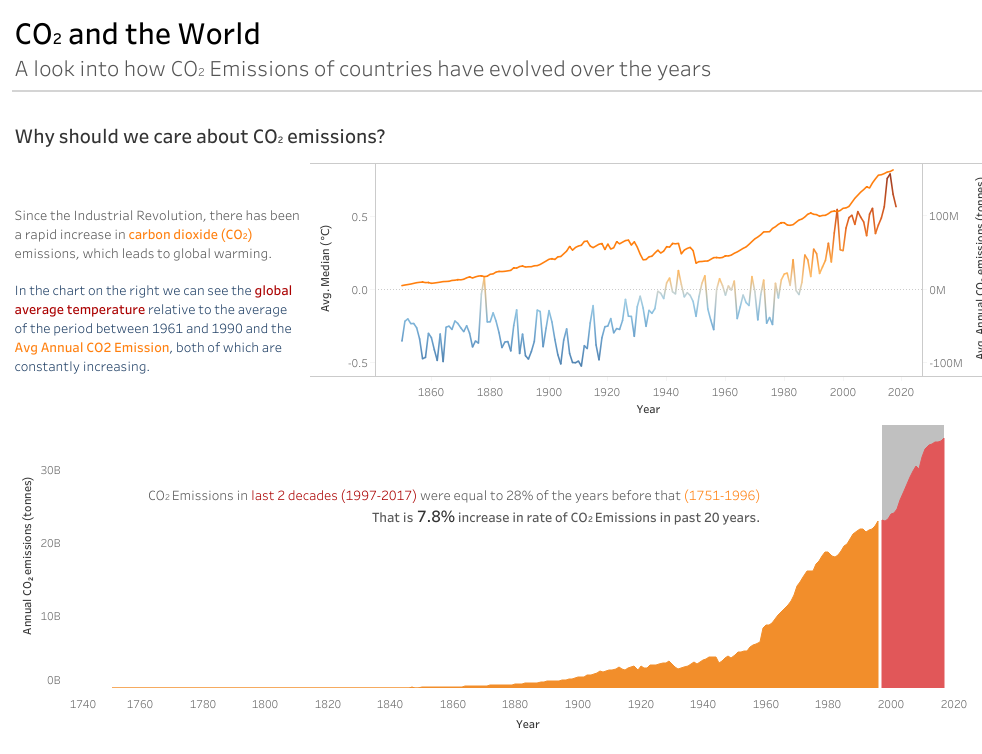 CO₂ and the World
A look into how CO₂ Emissions of countries have evolved over the years
Why should we care about CO₂ emissions?
Since the Industrial Revolution, there has been
a rapid increase in carbon dioxide (CO₂)
emissions, which leads to global warming.
In the chart on the right we can see the global
average temperature relative to the average
of the period between 1961 and 1990 and the
Avg Annual CO2 Emission, both of which are
constantly increasing.
Avg. Median (°C)
0.5
0.0
-0.5
100M
0M
-100M
Avg. Annual CO₂ emissions (tonnes)
1860 1880 1900 1920 1940 1960 1980 2000 2020
Year
CO₂ Emissions in last 2 decades (1997-2017) were equal to 28% of the years before that (1751-1996)
That is 7.8% increase in rate of CO₂ Emissions in past 20 years.
Annual CO₂ emissions (tonnes)
30B
20B
10B
0B
1740 1760 1780 1800 1820 1840 1860 1880 1900 1920 1940 1960 1980 2000 2020
Year